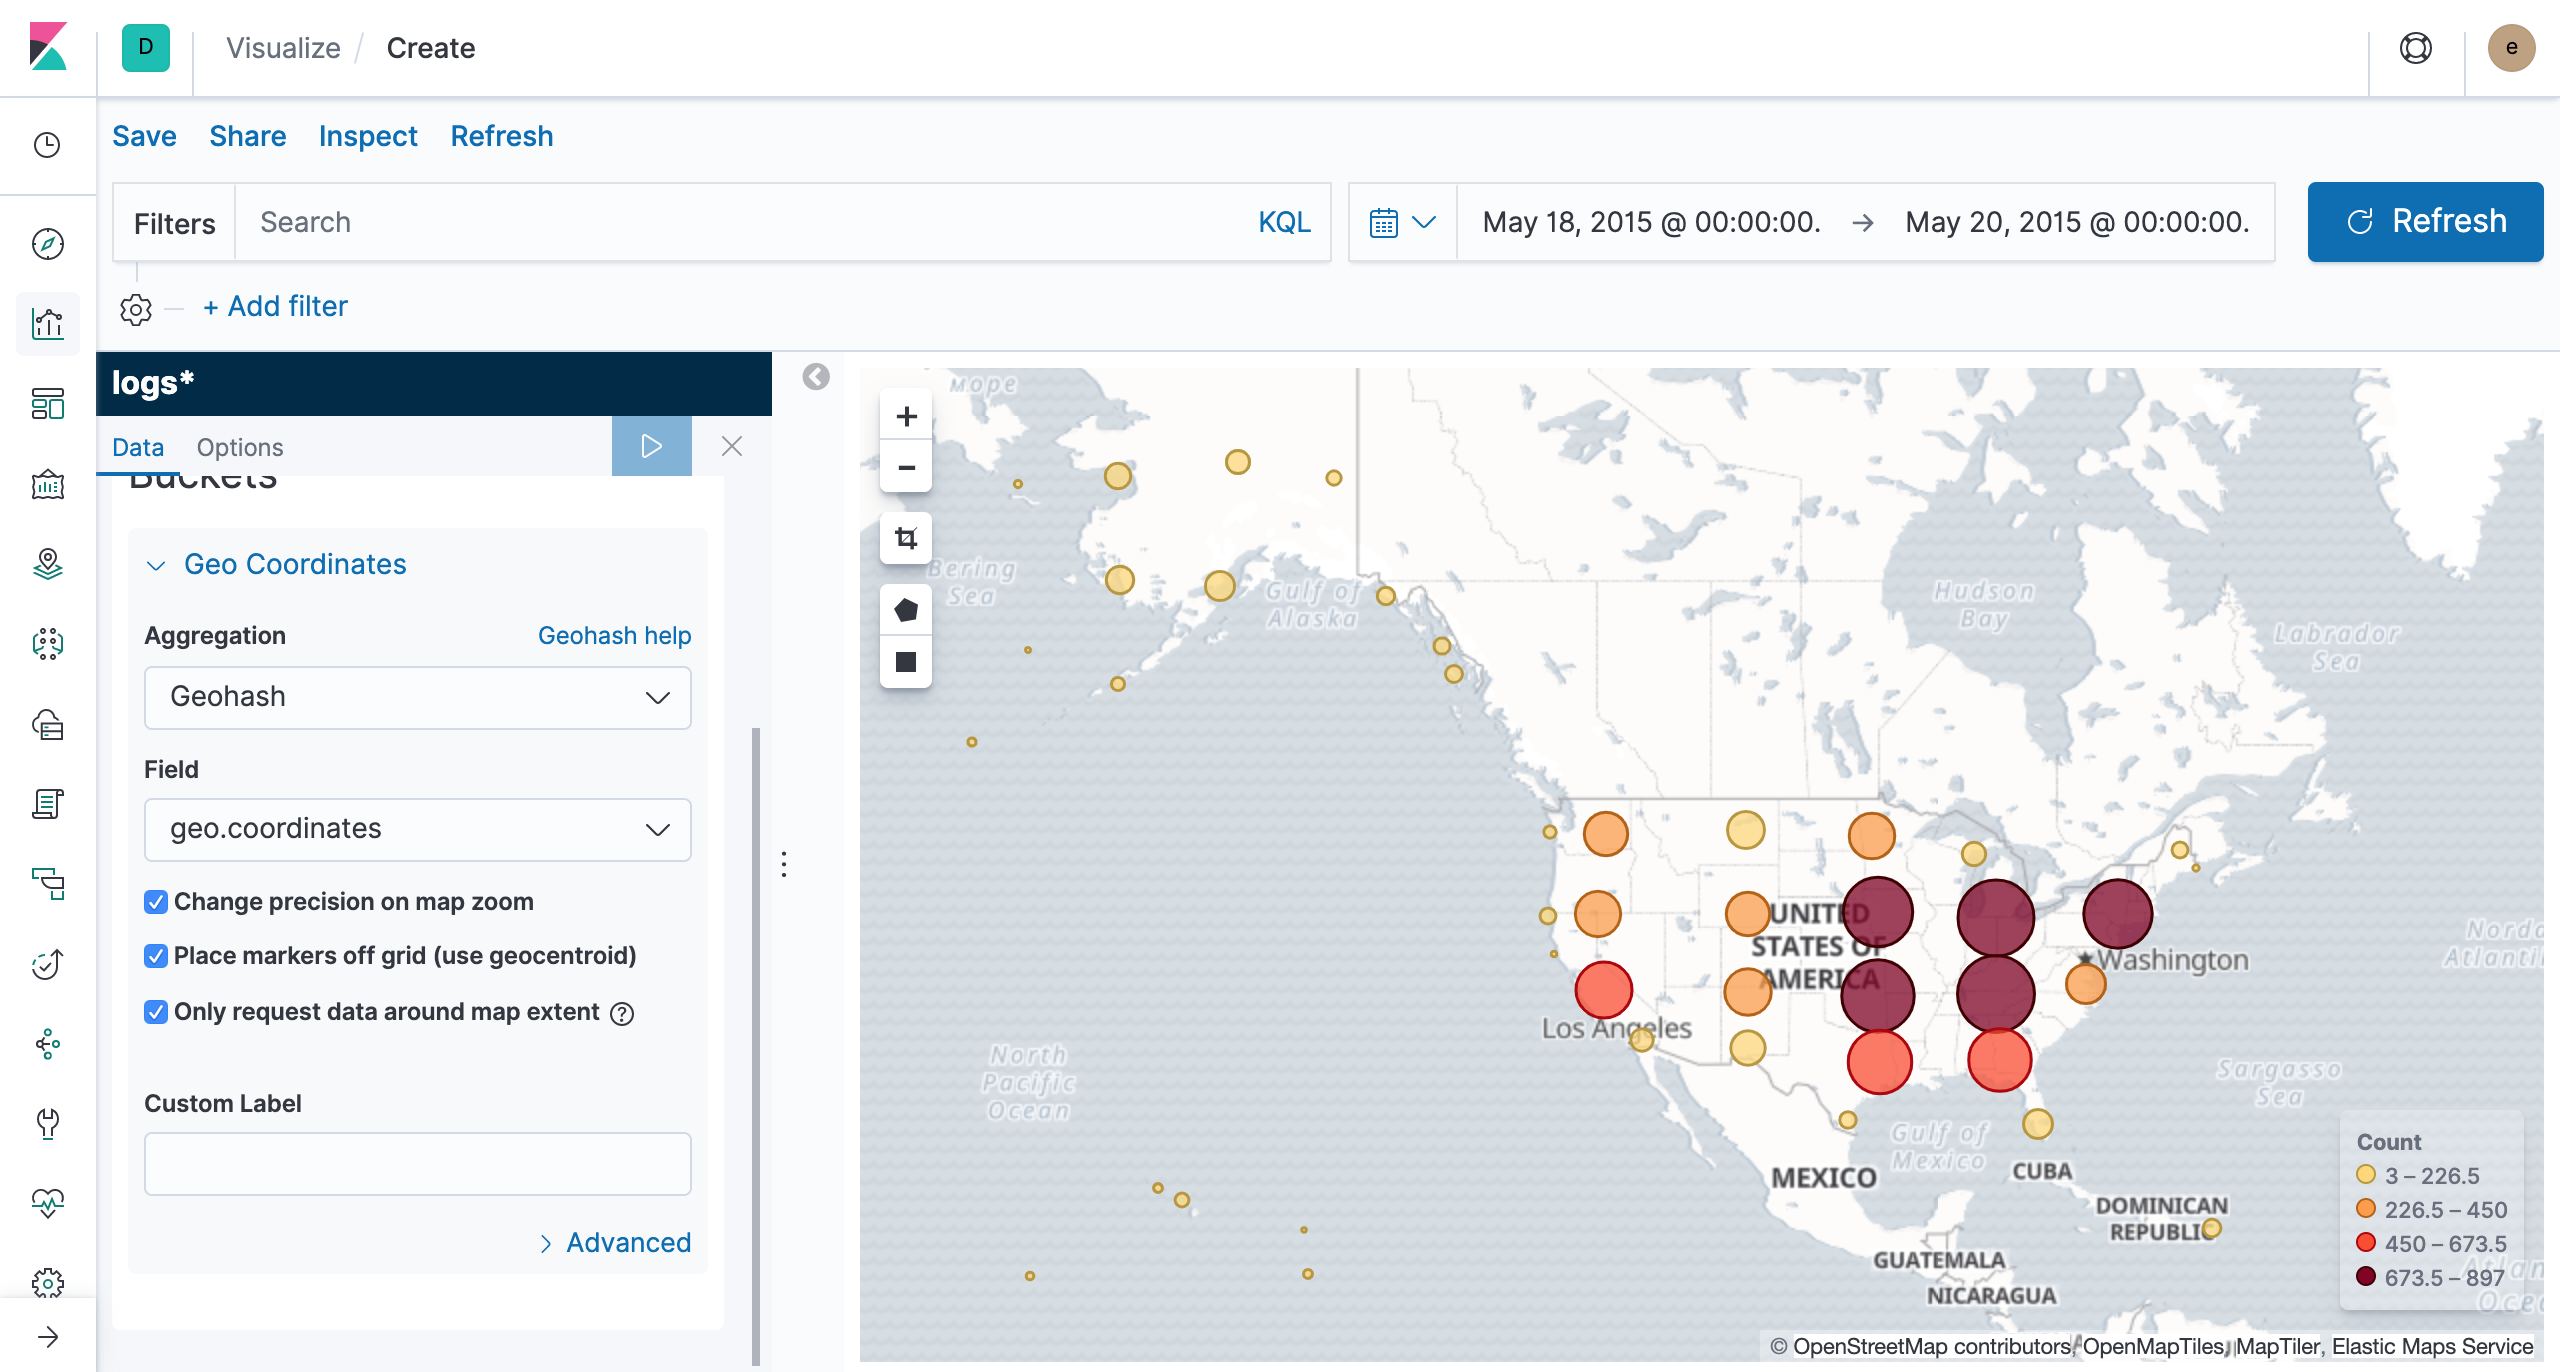 D
Visualize / Create
e
Save Share Inspect Refresh
Filters Search KQL
May 18, 2015 @ 00:00:00. → May 20, 2015 @ 00:00:00.
Refresh
+ Add filter
logs*
Data Options
Buckets
Geo Coordinates
Aggregation Geohash help
Geohash
Field
geo.coordinates
Change precision on map zoom
Place markers off grid (use geocentroid)
Only request data around map extent
Custom Label
Advanced
+
−
море
Bering
Sea
Gulf of
Alaska
Hudson
Bay
Labrador
Sea
UNITED
STATES OF
AMERICA
Washington
Los Angeles
North
Pacific
Ocean
Sargasso
Sea
Gulf of
Mexico
MEXICO
CUBA
DOMINICAN
REPUBLIC
GUATEMALA
NICARAGUA
Count
3 – 226.5
226.5 – 450
450 – 673.5
673.5 – 897
© OpenStreetMap contributors, OpenMapTiles, MapTiler, Elastic Maps Service